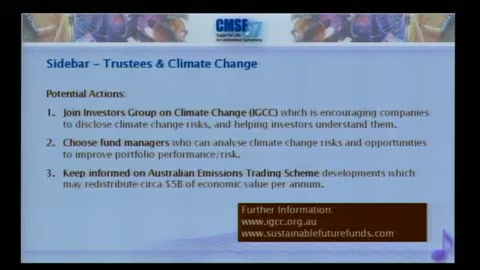 CMSF
Sidebar – Trustees & Climate Change
Potential Actions:
1. Join Investors Group on Climate Change (IGCC) which is encouraging companies
to disclose climate change risks, and helping investors understand them.
2. Choose fund managers who can analyse climate change risks and opportunities
to improve portfolio performance/risk.
3. Keep informed on Australian Emissions Trading Scheme developments which
may redistribute circa $5B of economic value per annum.
Further Information:
www.igcc.org.au
www.sustainablefuturefunds.com